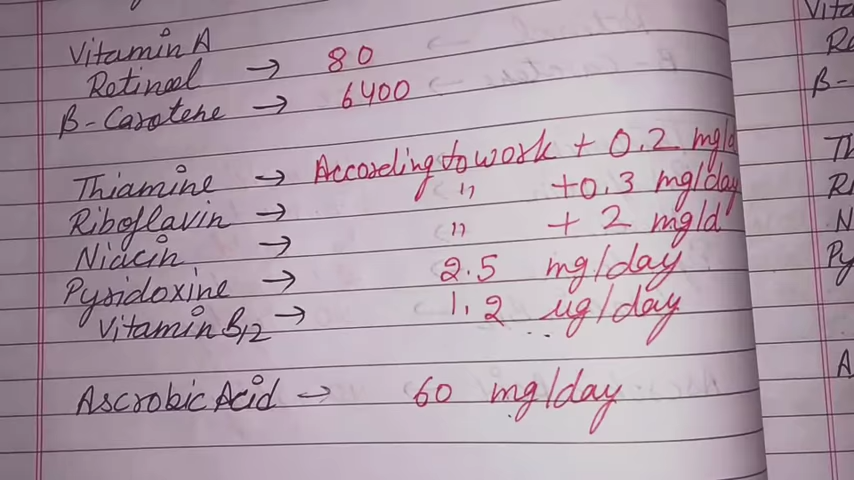 Vitamin A
Retinol → 80
B-Carotene → 6400
Thiamine → According to work + 0.2 mg/d
Riboflavin → " +0.3 mg/day
Niacin → " + 2 mg/d
Pyridoxine → 2.5 mg/day
Vitamin B12 → 1.2 µg/day
Ascrobic Acid → 60 mg/day